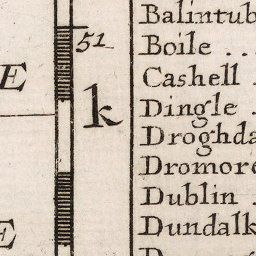 51
E
k
E
Balintub
Boile ..
Cashell .
Dingle .
Droghda
Dromore
Dublin .
Dundalk